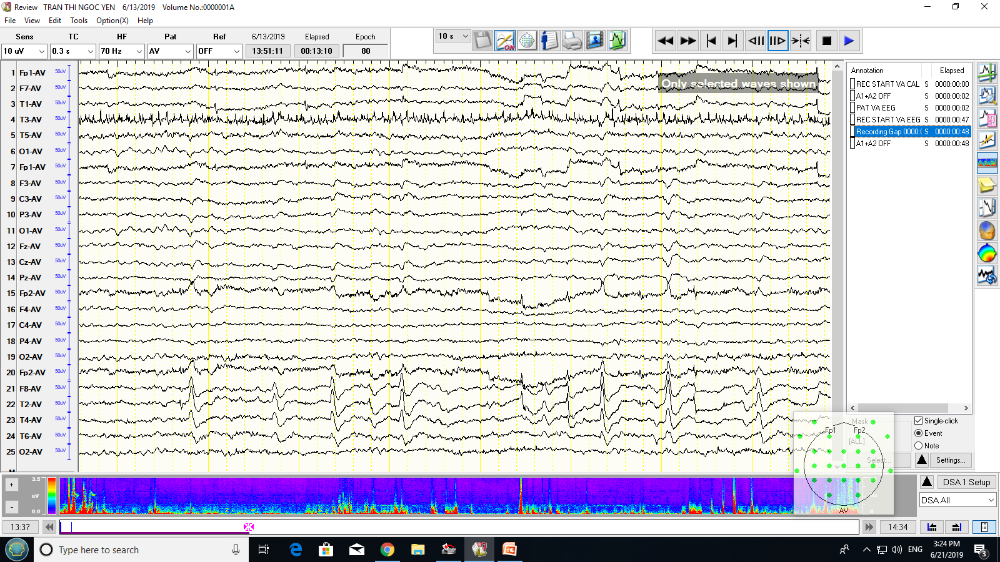 Review TRAN THI NGOC YEN 6/13/2019 Volume No.:0000001A
File View Edit Tools Option(X) Help
Sens TC HF Pat Ref 6/13/2019 Elapsed Epoch
10 uV 0.3 s 70 Hz AV OFF 13:51:11 00:13:10 80
10 s
ON
1 Fp1-AV 50uV
2 F7-AV 50uV
3 T1-AV 50uV
4 T3-AV 50uV
5 T5-AV 50uV
6 O1-AV 50uV
7 Fp1-AV 50uV
8 F3-AV 50uV
9 C3-AV 50uV
10 P3-AV 50uV
11 O1-AV 50uV
12 Fz-AV 50uV
13 Cz-AV 50uV
14 Pz-AV 50uV
15 Fp2-AV 50uV
16 F4-AV 50uV
17 C4-AV 50uV
18 P4-AV 50uV
19 O2-AV 50uV
20 Fp2-AV 50uV
21 F8-AV 50uV
22 T2-AV 50uV
23 T4-AV 50uV
24 T6-AV 50uV
25 O2-AV 50uV
Only selected waves shown
Annotation Elapsed
REC START VA CAL S 0000:00:00
A1+A2 OFF S 0000:00:02
PAT VA EEG S 0000:00:02
REC START VA EEG S 0000:00:47
Recording Gap 0000:( S 0000:00:48
A1+A2 OFF S 0000:00:48
Mask
Fp1 Fp2
[ALL]
Select...
AV
Single-click
Event
Note
Settings...
+ 3.5
uV
- 0.0
DSA 1 Setup
DSA All
13:37 14:34
Type here to search
ENG
3:24 PM
6/21/2019
3